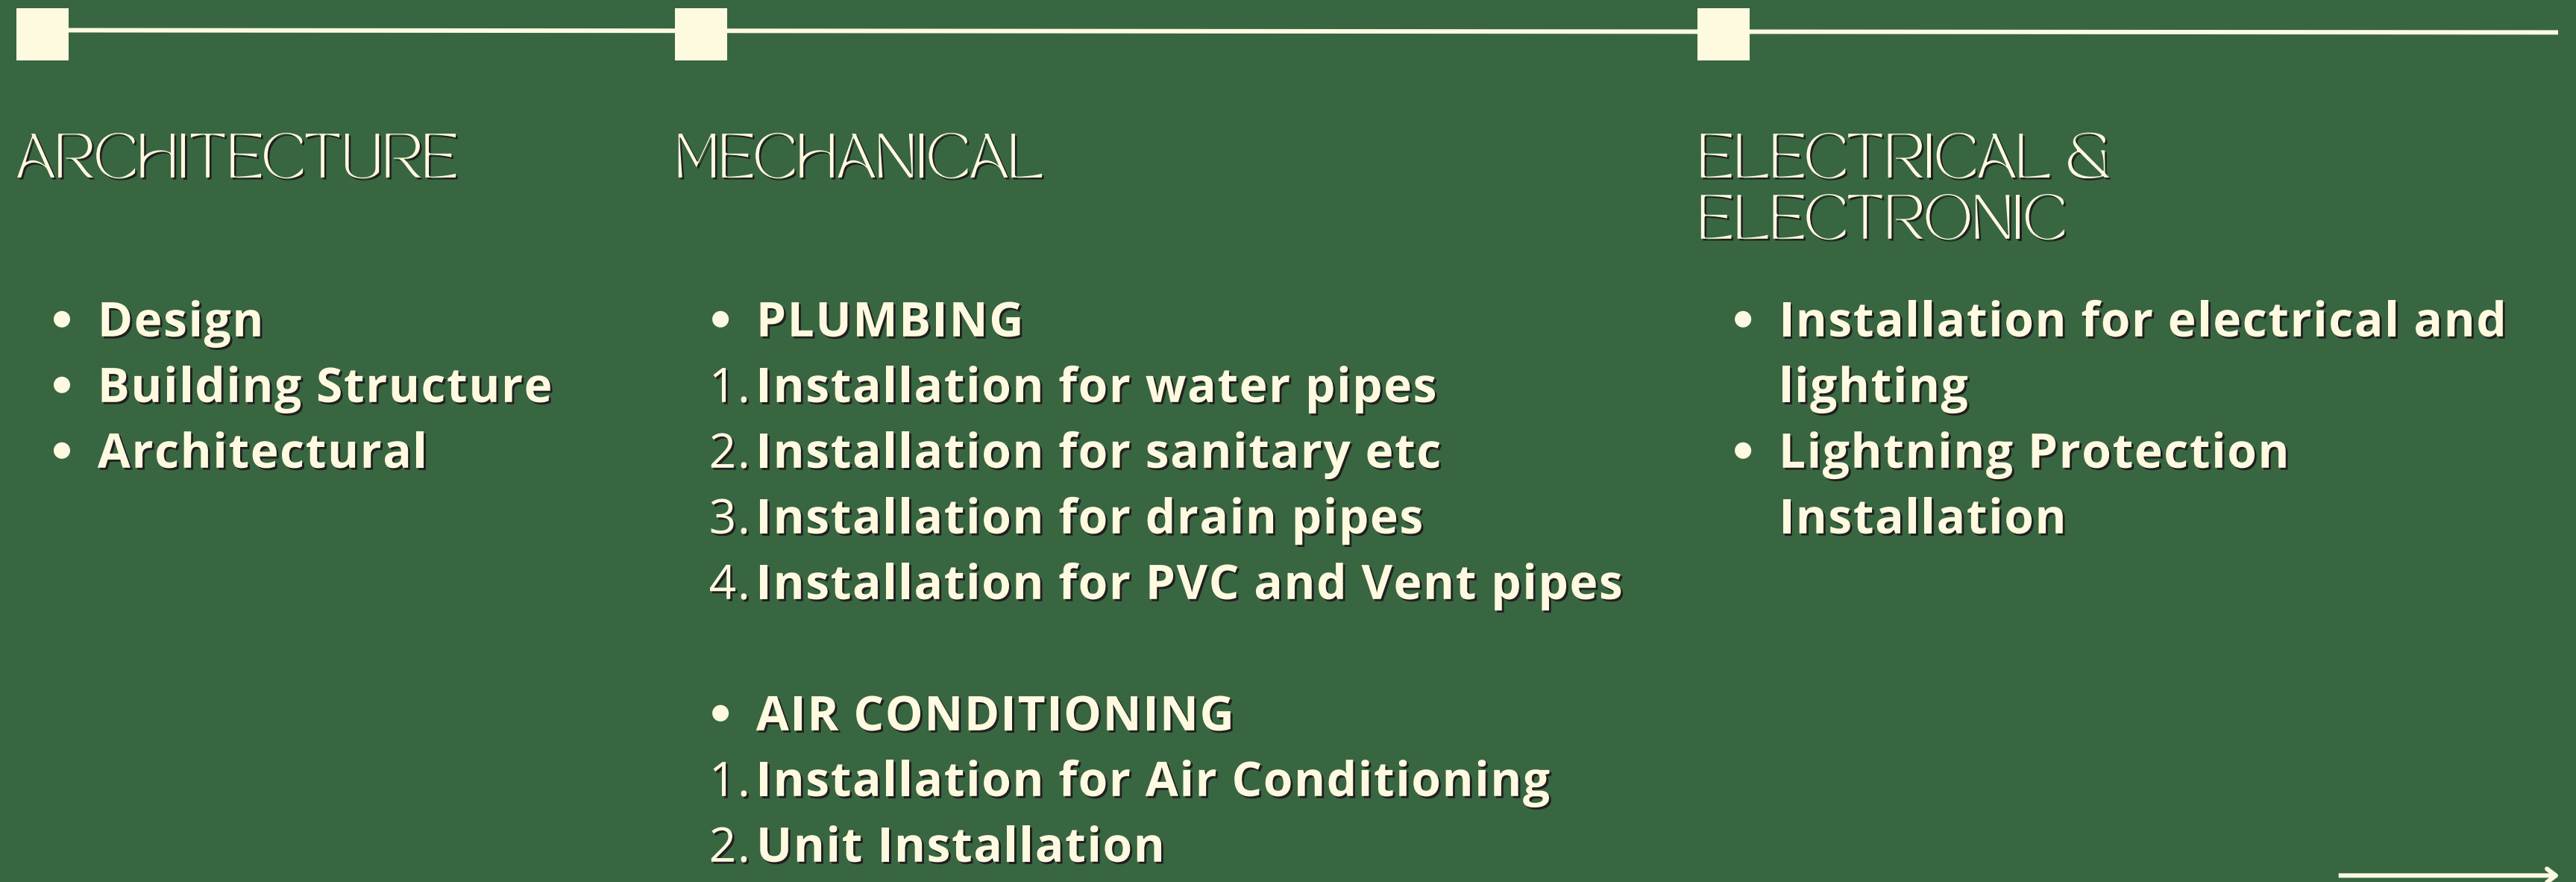 ARCHITECTURE
• Design
• Building Structure
• Architectural
MECHANICAL
• PLUMBING
1. Installation for water pipes
2. Installation for sanitary etc
3. Installation for drain pipes
4. Installation for PVC and Vent pipes
• AIR CONDITIONING
1. Installation for Air Conditioning
2. Unit Installation
ELECTRICAL &
ELECTRONIC
• Installation for electrical and
lighting
• Lightning Protection
Installation